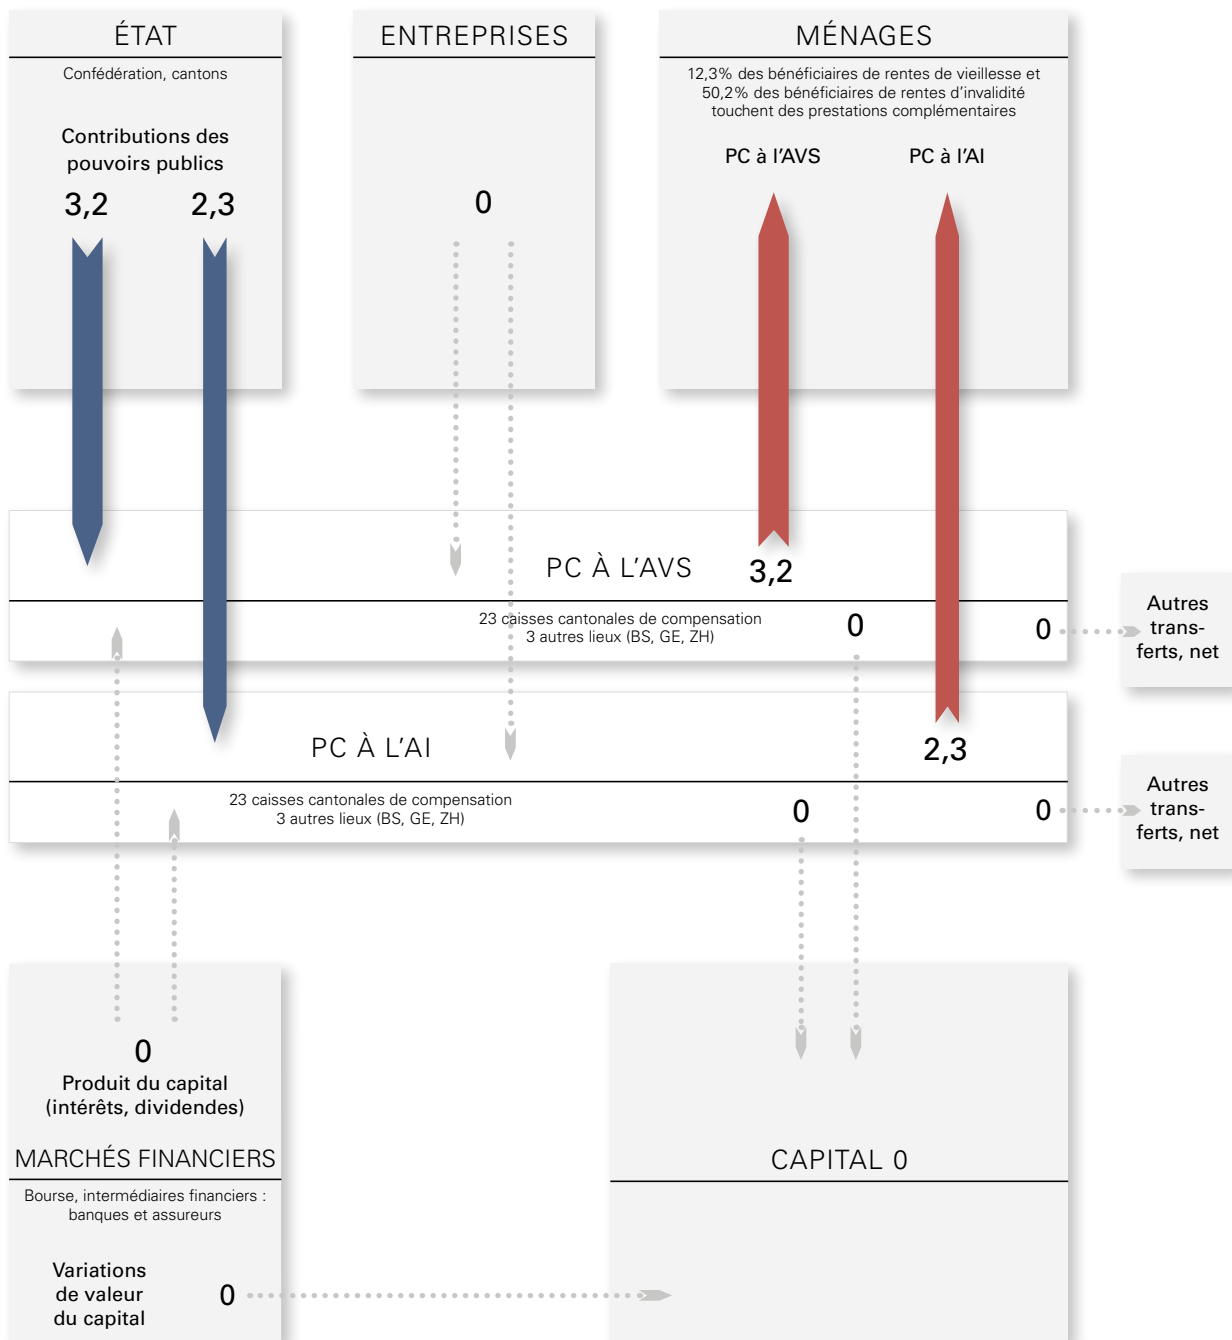 ÉTAT
Confédération, cantons
Contributions des
pouvoirs publics
3,2 2,3
ENTREPRISES
0
MÉNAGES
12,3% des bénéficiaires de rentes de vieillesse et
50,2% des bénéficiaires de rentes d'invalidité
touchent des prestations complémentaires
PC à l'AVS PC à l'AI
PC À L'AVS 3,2
23 caisses cantonales de compensation
3 autres lieux (BS, GE, ZH)
0 0
Autres
trans-
ferts, net
PC À L'AI 2,3
23 caisses cantonales de compensation
3 autres lieux (BS, GE, ZH)
0 0
Autres
trans-
ferts, net
0
Produit du capital
(intérêts, dividendes)
MARCHÉS FINANCIERS
Bourse, intermédiaires financiers :
banques et assureurs
Variations
de valeur
du capital
0
CAPITAL 0